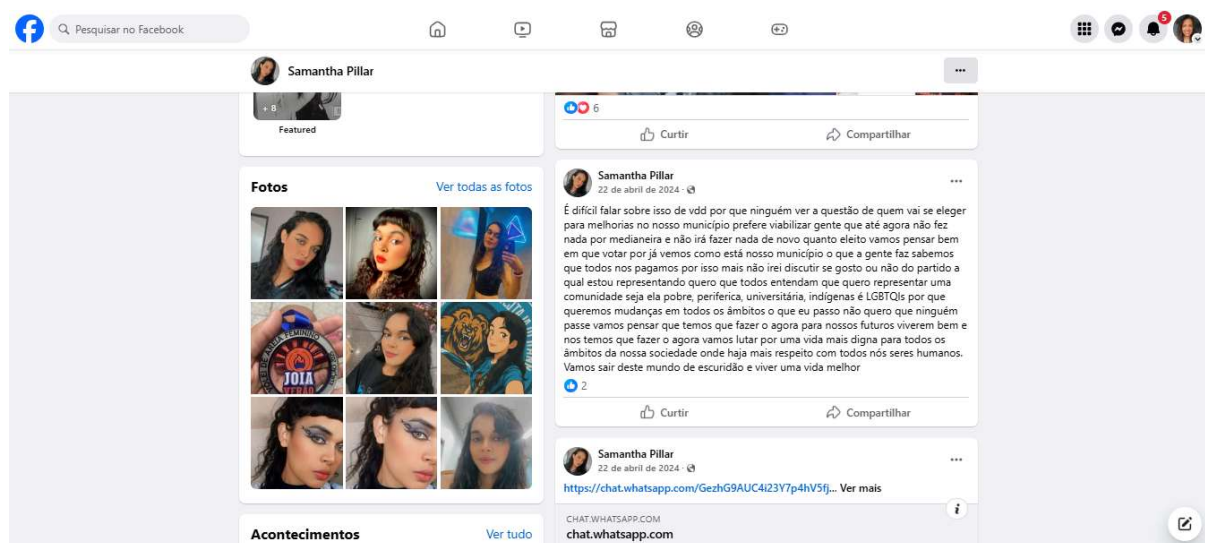 Pesquisar no Facebook
5
Samantha Pillar
+ 8
Featured
6
Curtir
Compartilhar
Fotos
Ver todas as fotos
JOIA
Acontecimentos
Ver tudo
Samantha Pillar
22 de abril de 2024 ·
É difícil falar sobre isso de vdd por que ninguém ver a questão de quem vai se eleger
para melhorias no nosso município prefere viabilizar gente que até agora não fez
nada por medianeira e não irá fazer nada de novo quanto eleito vamos pensar bem
em que votar por já vemos como está nosso município o que a gente faz sabemos
que todos nos pagamos por isso mais não irei discutir se gosto ou não do partido a
qual estou representando quero que todos entendam que quero representar uma
comunidade seja ela pobre, periferica, universitária, indígenas é LGBTQIs por que
queremos mudanças em todos os âmbitos o que eu passo não quero que ninguém
passe vamos pensar que temos que fazer o agora para nossos futuros viverem bem e
nos temos que fazer o agora vamos lutar por uma vida mais digna para todos os
âmbitos da nossa sociedade onde haja mais respeito com todos nós seres humanos.
Vamos sair deste mundo de escuridão e viver uma vida melhor
2
Curtir
Compartilhar
Samantha Pillar
22 de abril de 2024 ·
https://chat.whatsapp.com/GezhG9AUC4i23Y7p4hV5fj... Ver mais
CHAT.WHATSAPP.COM
chat.whatsapp.com